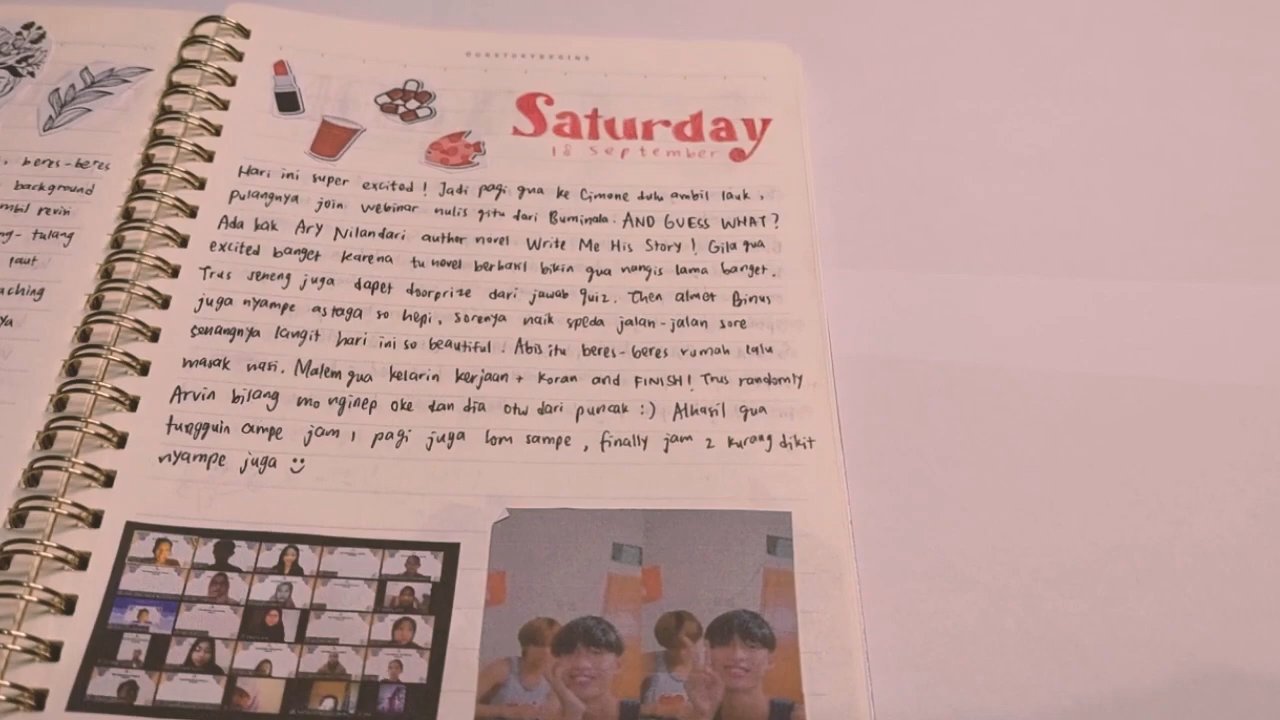 OURSTORYBEGINS
Saturday
18 september
Hari ini super excited! Jadi pagi gua ke Cimone dulu ambil lauk,
Pulangnya join webinar nulis gitu dari Buminala. AND GUESS WHAT?
Ada kak Ary Nilandari author novel Write Me His Story! Gila gua
excited banget karena tu novel berhasil bikin gua nangis lama banget.
Trus seneng juga dapet doorprize dari jawab quiz. Then almet Binus
juga nyampe astaga so hepi, sorenya naik speda jalan-jalan sore
senangnya langit hari ini so beautiful. Abis itu beres-beres rumah lalu
masak nasi. Malem gua kelarin kerjaan + Koran and FINISH! Trus randomly
Arvin bilang mo nginep oke dan dia otw dari puncak :) Alhasil gua
tungguin ampe jam 1 pagi juga lom sampe, finally jam 2 kurang dikit
nyampe juga
beres-beres
background
revin
tulang
laut